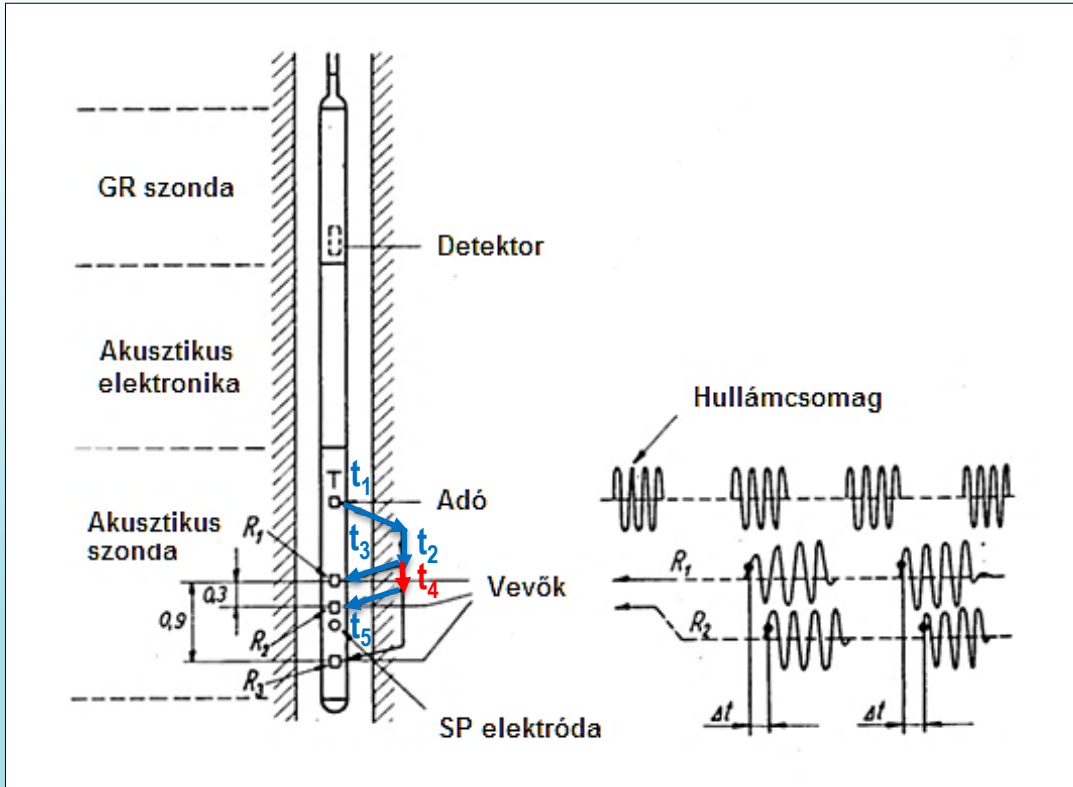 GR szonda
Detektor
Akusztikus
elektronika
Hullámcsomag
T
t1
Adó
Akusztikus
szonda
R1
t3
t2
t4
Vevők
0,3
0,9
R2
t5
R3
SP elektróda
R1
R2
Δt
Δt